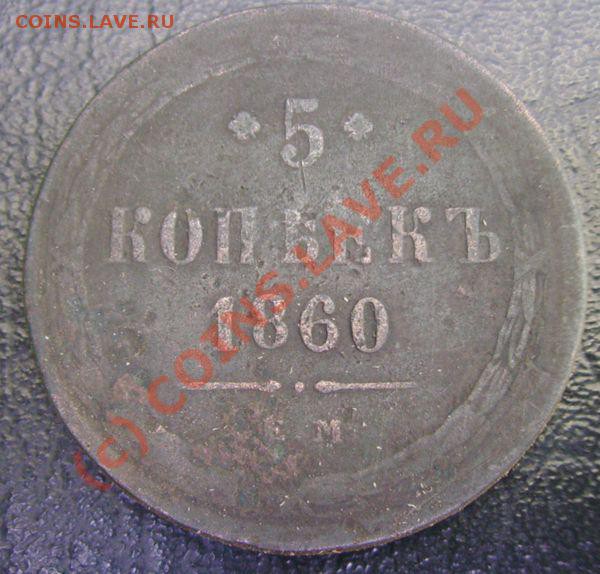 COINS.LAVE.RU
5
КОПѢЕКЪ
1860
Е М
(c) COINS.LAVE.RU